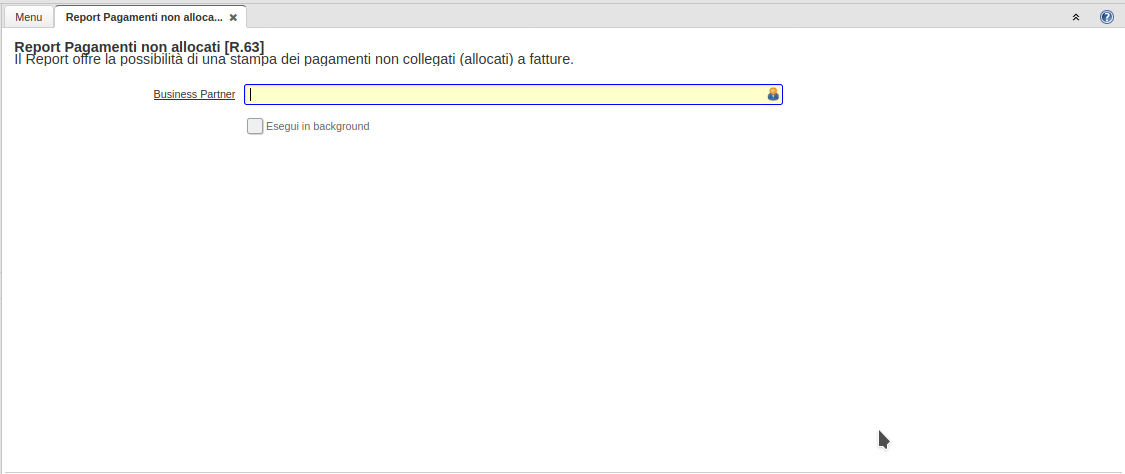 Menu
Report Pagamenti non alloca...
Report Pagamenti non allocati [R.63]
Il Report offre la possibilità di una stampa dei pagamenti non collegati (allocati) a fatture.
Business Partner
Esegui in background